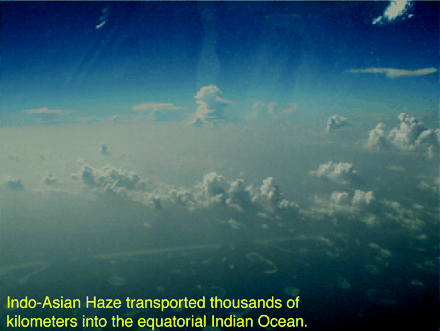 Indo-Asian Haze transported thousands of
kilometers into the equatorial Indian Ocean.